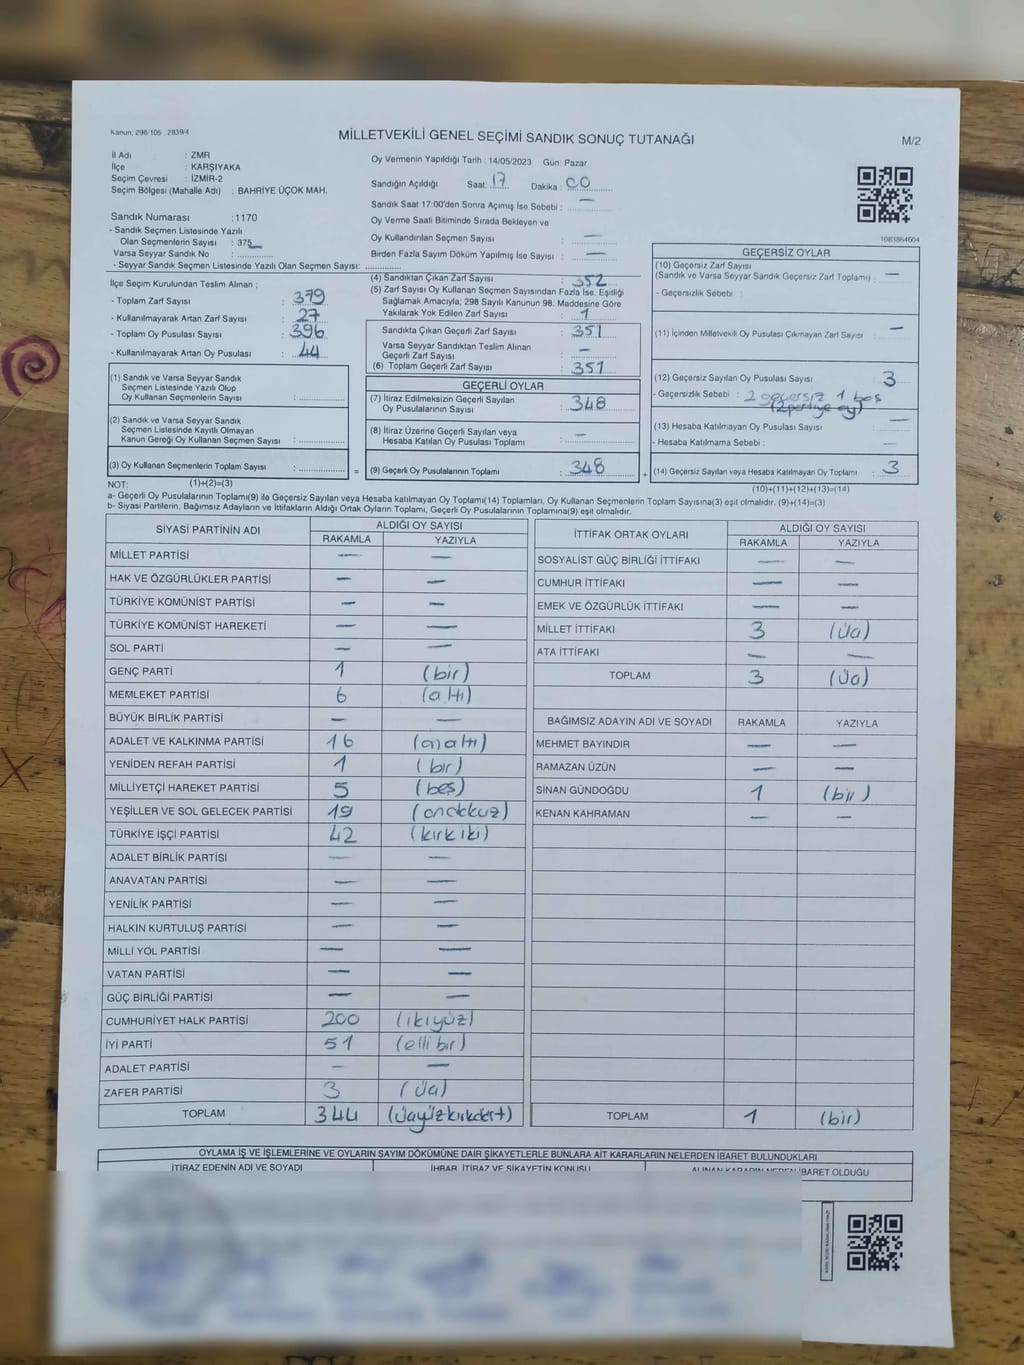 Kanun, 298/105 , 2839/4
MİLLETVEKİLİ GENEL SEÇİMİ SANDIK SONUÇ TUTANAĞI
M/2
İl Adı : ZMR
İlçe : KARŞIYAKA
Seçim Çevresi : İZMİR-2
Seçim Bölgesi (Mahalle Adı) : BAHRİYE ÜÇOK MAH.
Sandık Numarası :1170
- Sandık Seçmen Listesinde Yazılı
Olan Seçmenlerin Sayısı : 375
Varsa Seyyar Sandık No :
- Seyyar Sandık Seçmen Listesinde Yazılı Olan Seçmen Sayısı:
İlçe Seçim Kurulundan Teslim Alınan ;
- Toplam Zarf Sayısı : 379
- Kullanılmayarak Artan Zarf Sayısı : 27
- Toplam Oy Pusulası Sayısı : 396
- Kullanılmayarak Artan Oy Pusulası : 44
(1) Sandık ve Varsa Seyyar Sandık
Seçmen Listesinde Yazılı Olup
Oy Kullanan Seçmenlerin Sayısı :
(2) Sandık ve Varsa Seyyar Sandık
Seçmen Listesinde Kayıtlı Olmayan
Kanun Gereği Oy Kullanan Seçmen Sayısı :
(3) Oy Kullanan Seçmenlerin Toplam Sayısı : =
Oy Vermenin Yapıldığı Tarih : 14/05/2023 Gün: Pazar
Sandığın Açıldığı Saat: 17 Dakika : 00
Sandık Saat 17:00'den Sonra Açımış İse Sebebi : —
Oy Verme Saati Bitiminde Sırada Bekleyen ve
Oy Kullandırılan Seçmen Sayısı : —
Birden Fazla Sayım Döküm Yapılmış İse Sayısı : —
(4) Sandıktan Çıkan Zarf Sayısı : 352
(5) Zarf Sayısı Oy Kullanan Seçmen Sayısından Fazla İse, Eşitliği
Sağlamak Amacıyla; 298 Sayılı Kanunun 98. Maddesine Göre
Yakılarak Yok Edilen Zarf Sayısı : 1
Sandıkta Çıkan Geçerli Zarf Sayısı : 351
Varsa Seyyar Sandıktan Teslim Alınan
Geçerli Zarf Sayısı : —
(6) Toplam Geçerli Zarf Sayısı : 351
GEÇERLİ OYLAR
(7) İtiraz Edilmeksizin Geçerli Sayılan
Oy Pusulalarının Sayısı : 348
(8) İtiraz Üzerine Geçerli Sayılan veya
Hesaba Katılan Oy Pusulası Toplamı : —
(9) Geçerli Oy Pusulalarının Toplamı : 348 +
1083864604
GEÇERSİZ OYLAR
(10) Geçersiz Zarf Sayısı
(Sandık ve Varsa Seyyar Sandık Geçersiz Zarf Toplamı) : —
- Geçersizlik Sebebi :
(11) İçinden Milletvekili Oy Pusulası Çıkmayan Zarf Sayısı : —
(12) Geçersiz Sayılan Oy Pusulası Sayısı : 3
- Geçersizlik Sebebi : 2 geçersiz 1 boş
(2 partiye oy)
(13) Hesaba Katılmayan Oy Pusulası Sayısı : —
- Hesaba Katılmama Sebebi : —
(14) Geçersiz Sayılan veya Hesaba Katılmayan Oy Toplamı : 3
NOT: (1)+(2)=(3) (10)+(11)+(12)+(13)=(14)
a- Geçerli Oy Pusulalarının Toplamı(9) ile Geçersiz Sayılan veya Hesaba katılmayan Oy Toplamı(14) Toplamları, Oy Kullanan Seçmenlerin Toplam Sayısına(3) eşit olmalıdır. (9)+(14)=(3)
b- Siyasi Partilerin, Bağımsız Adayların ve İttifakların Aldığı Ortak Oyların Toplamı, Geçerli Oy Pusulalarının Toplamına(9) eşit olmalıdır.
SİYASİ PARTİNİN ADI ALDIĞI OY SAYISI
RAKAMLA YAZIYLA
MİLLET PARTİSİ — —
HAK VE ÖZGÜRLÜKLER PARTİSİ — —
TÜRKİYE KOMÜNİST PARTİSİ — —
TÜRKİYE KOMÜNİST HAREKETİ — —
SOL PARTİ — —
GENÇ PARTİ 1 (bir)
MEMLEKET PARTİSİ 6 (altı)
BÜYÜK BİRLİK PARTİSİ — —
ADALET VE KALKINMA PARTİSİ 16 (onaltı)
YENİDEN REFAH PARTİSİ 1 (bir)
MİLLİYETÇİ HAREKET PARTİSİ 5 (beş)
YEŞİLLER VE SOL GELECEK PARTİSİ 19 (ondokuz)
TÜRKİYE İŞÇİ PARTİSİ 42 (kırkiki)
ADALET BİRLİK PARTİSİ — —
ANAVATAN PARTİSİ — —
YENİLİK PARTİSİ — —
HALKIN KURTULUŞ PARTİSİ — —
MİLLİ YOL PARTİSİ — —
VATAN PARTİSİ — —
GÜÇ BİRLİĞİ PARTİSİ — —
CUMHURİYET HALK PARTİSİ 200 (ikiyüz)
İYİ PARTİ 51 (ellibir)
ADALET PARTİSİ — —
ZAFER PARTİSİ 3 (üç)
TOPLAM 344 (üçyüzkırkdört)
İTTİFAK ORTAK OYLARI ALDIĞI OY SAYISI
RAKAMLA YAZIYLA
SOSYALİST GÜÇ BİRLİĞİ İTTİFAKI — —
CUMHUR İTTİFAKI — —
EMEK VE ÖZGÜRLÜK İTTİFAKI — —
MİLLET İTTİFAKI 3 (üç)
ATA İTTİFAKI — —
TOPLAM 3 (üç)
BAĞIMSIZ ADAYIN ADI VE SOYADI RAKAMLA YAZIYLA
MEHMET BAYINDIR — —
RAMAZAN ÜZÜN — —
SİNAN GÜNDOĞDU 1 (bir)
KENAN KAHRAMAN — —
TOPLAM 1 (bir)
OYLAMA İŞ VE İŞLEMLERİNE VE OYLARIN SAYIM DÖKÜMÜNE DAİR ŞİKAYETLERLE BUNLARA AİT KARARLARIN NELERDEN İBARET BULUNDUKLARI
İTİRAZ EDENİN ADI VE SOYADI İHBAR, İTİRAZ VE ŞİKAYETİN KONUSU ALINAN KARARIN NEDEN İBARET OLDUĞU